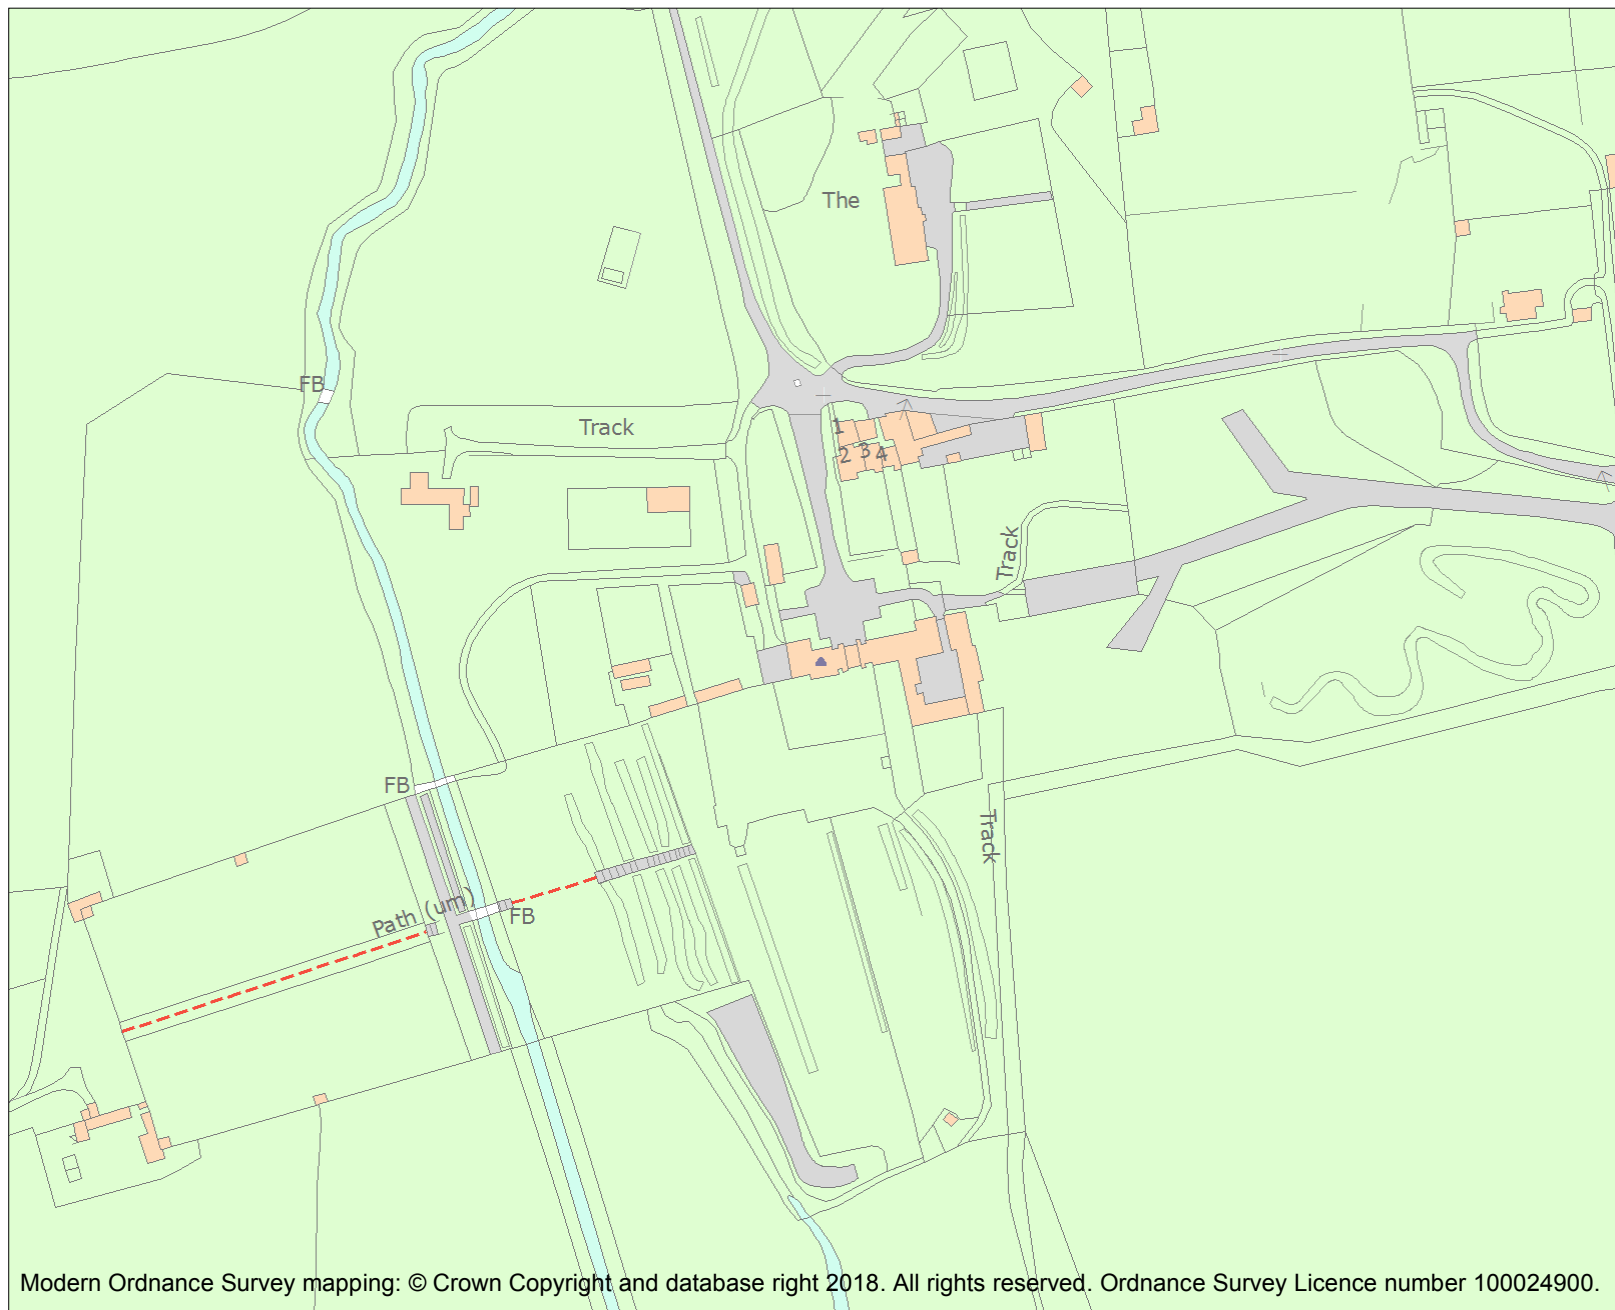 The
FB
Track
1
2 3 4
Track
FB
Track
Path (um)
FB
Modern Ordnance Survey mapping: © Crown Copyright and database right 2018. All rights reserved. Ordnance Survey Licence number 100024900.